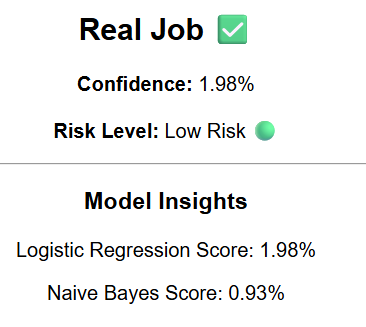 Real Job ✅
Confidence: 1.98%
Risk Level: Low Risk 🟢
Model Insights
Logistic Regression Score: 1.98%
Naive Bayes Score: 0.93%